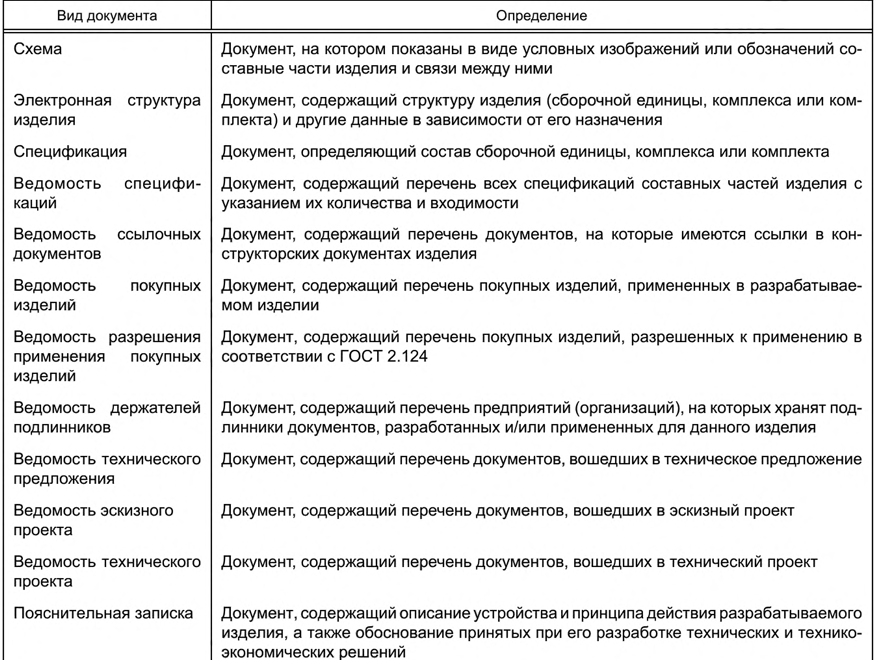 Вид документа
Определение
Схема
Документ, на котором показаны в виде условных изображений или обозначений со-
ставные части изделия и связи между ними
Электронная структура
изделия
Документ, содержащий структуру изделия (сборочной единицы, комплекса или ком-
плекта) и другие данные в зависимости от его назначения
Спецификация
Документ, определяющий состав сборочной единицы, комплекса или комплекта
Ведомость специфи-
каций
Документ, содержащий перечень всех спецификаций составных частей изделия с
указанием их количества и входимости
Ведомость ссылочных
документов
Документ, содержащий перечень документов, на которые имеются ссылки в кон-
структорских документах изделия
Ведомость покупных
изделий
Документ, содержащий перечень покупных изделий, примененных в разрабатывае-
мом изделии
Ведомость разрешения
применения покупных
изделий
Документ, содержащий перечень покупных изделий, разрешенных к применению в
соответствии с ГОСТ 2.124
Ведомость держателей
подлинников
Документ, содержащий перечень предприятий (организаций), на которых хранят под-
линники документов, разработанных и/или примененных для данного изделия
Ведомость технического
предложения
Документ, содержащий перечень документов, вошедших в техническое предложение
Ведомость эскизного
проекта
Документ, содержащий перечень документов, вошедших в эскизный проект
Ведомость технического
проекта
Документ, содержащий перечень документов, вошедших в технический проект
Пояснительная записка
Документ, содержащий описание устройства и принципа действия разрабатываемого
изделия, а также обоснование принятых при его разработке технических и технико-
экономических решений